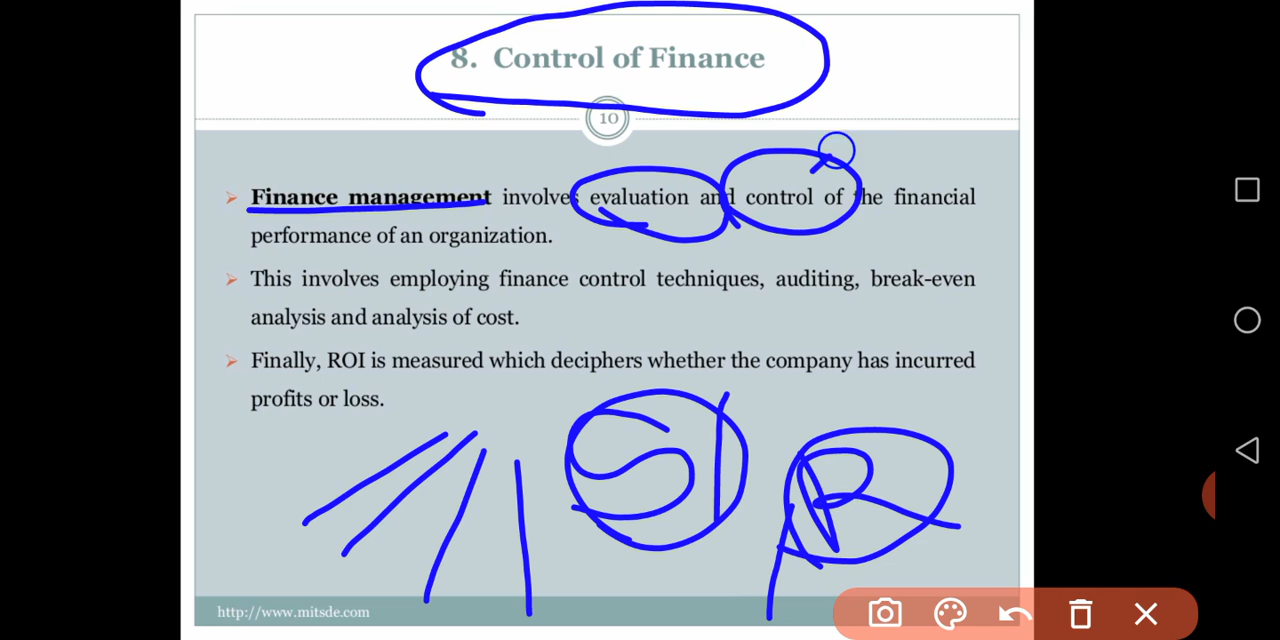 8. Control of Finance
10
Finance management involves evaluation and control of the financial
performance of an organization.
This involves employing finance control techniques, auditing, break-even
analysis and analysis of cost.
Finally, ROI is measured which deciphers whether the company has incurred
profits or loss.
S R
http://www.mitsde.com